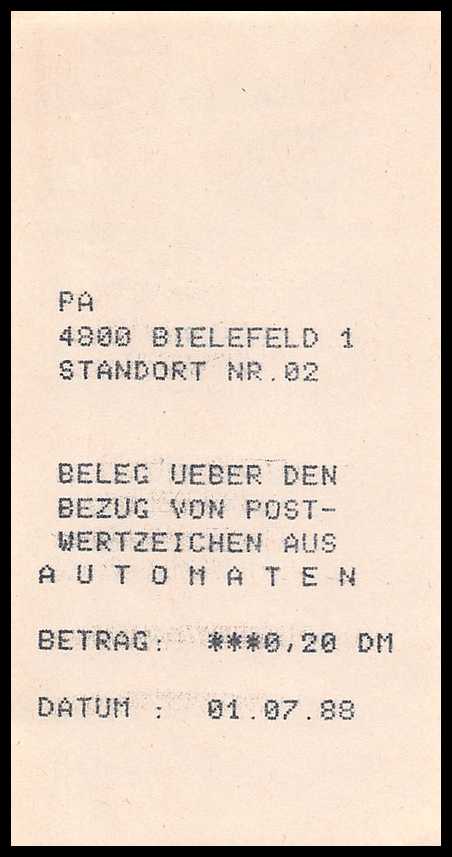 PA
4800 BIELEFELD 1
STANDORT NR.02
BELEG UEBER DEN
BEZUG VON POST-
WERTZEICHEN AUS
A U T O M A T E N
BETRAG: ***0,20 DM
DATUM : 01.07.88